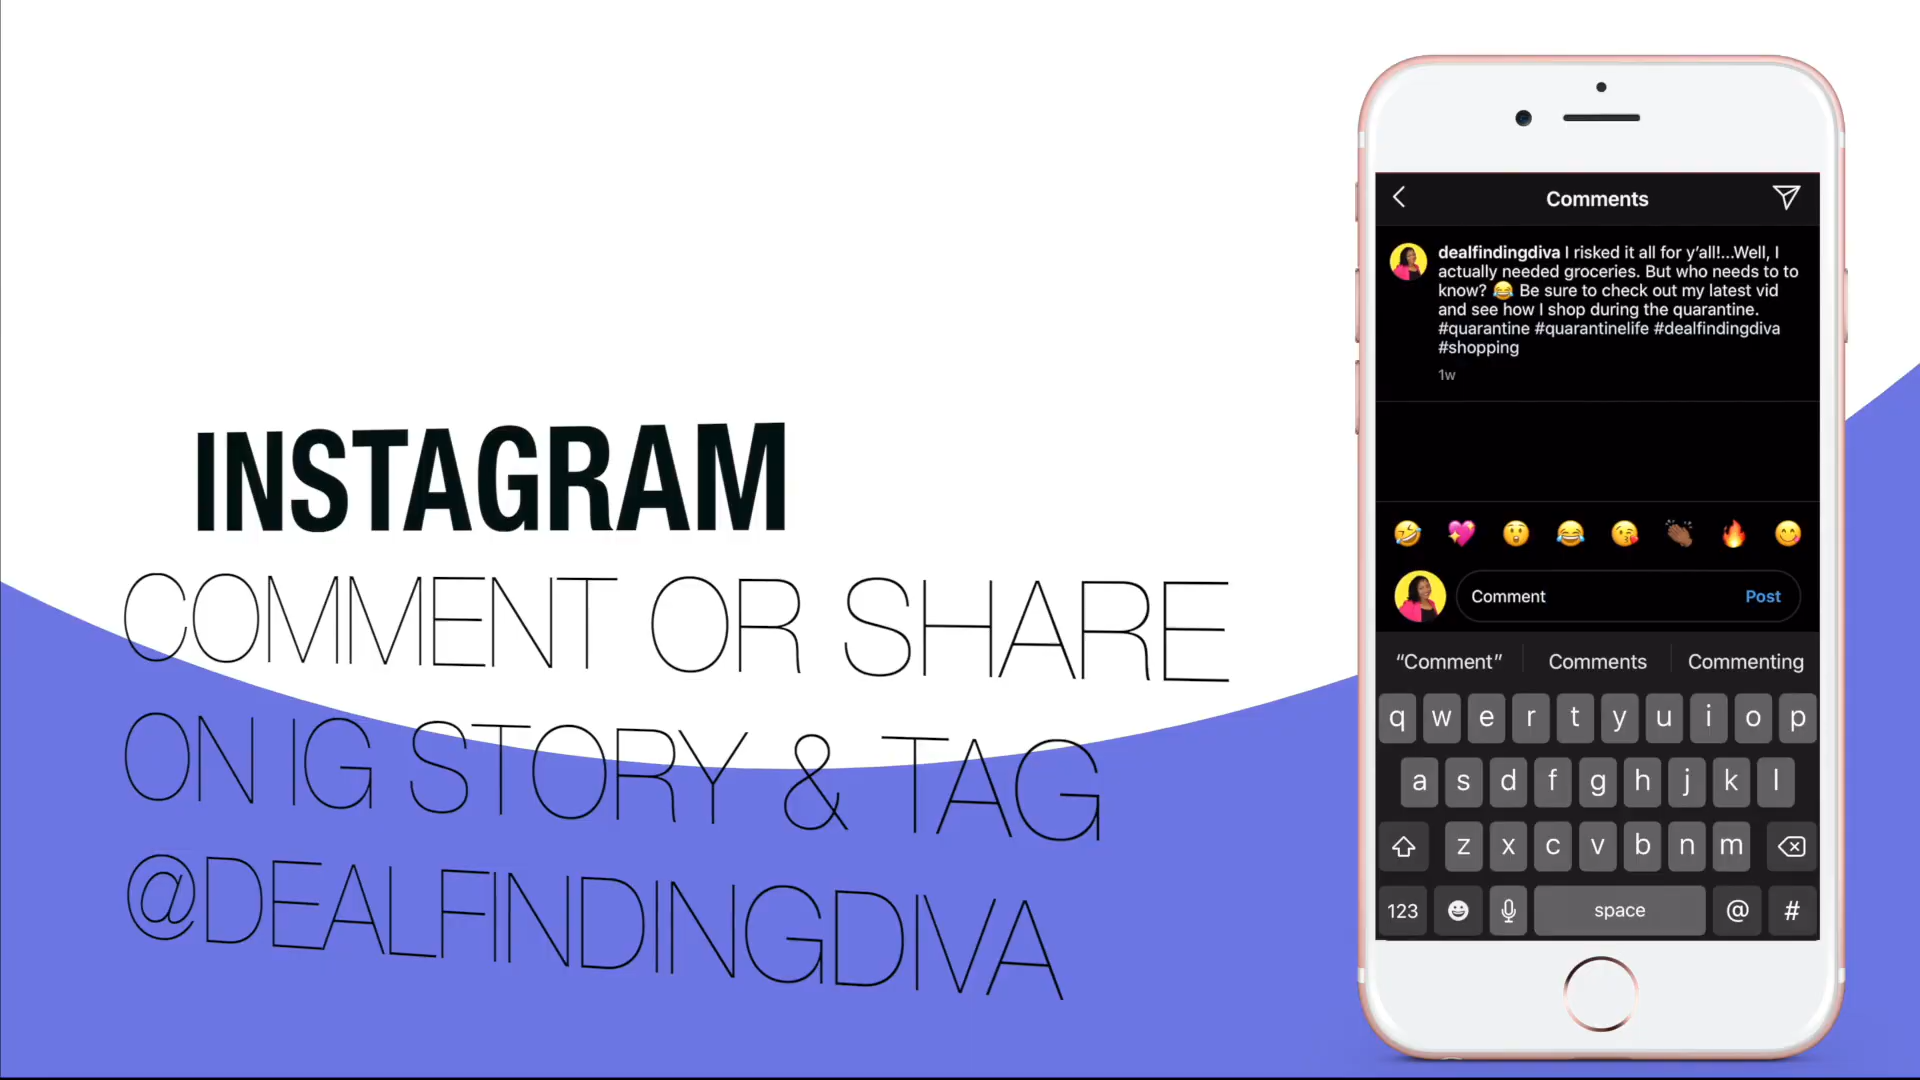 INSTAGRAM
COMMENT OR SHARE
ON IG STORY & TAG
@DEALFINDINGDIVA
Comments
dealfindingdiva I risked it all for y’all!...Well, I
actually needed groceries. But who needs to to
know? 😂 Be sure to check out my latest vid
and see how I shop during the quarantine.
#quarantine #quarantinelife #dealfindingdiva
#shopping
1w
Comment Post
“Comment” Comments Commenting
q w e r t y u i o p
a s d f g h j k l
z x c v b n m
123 space @ #